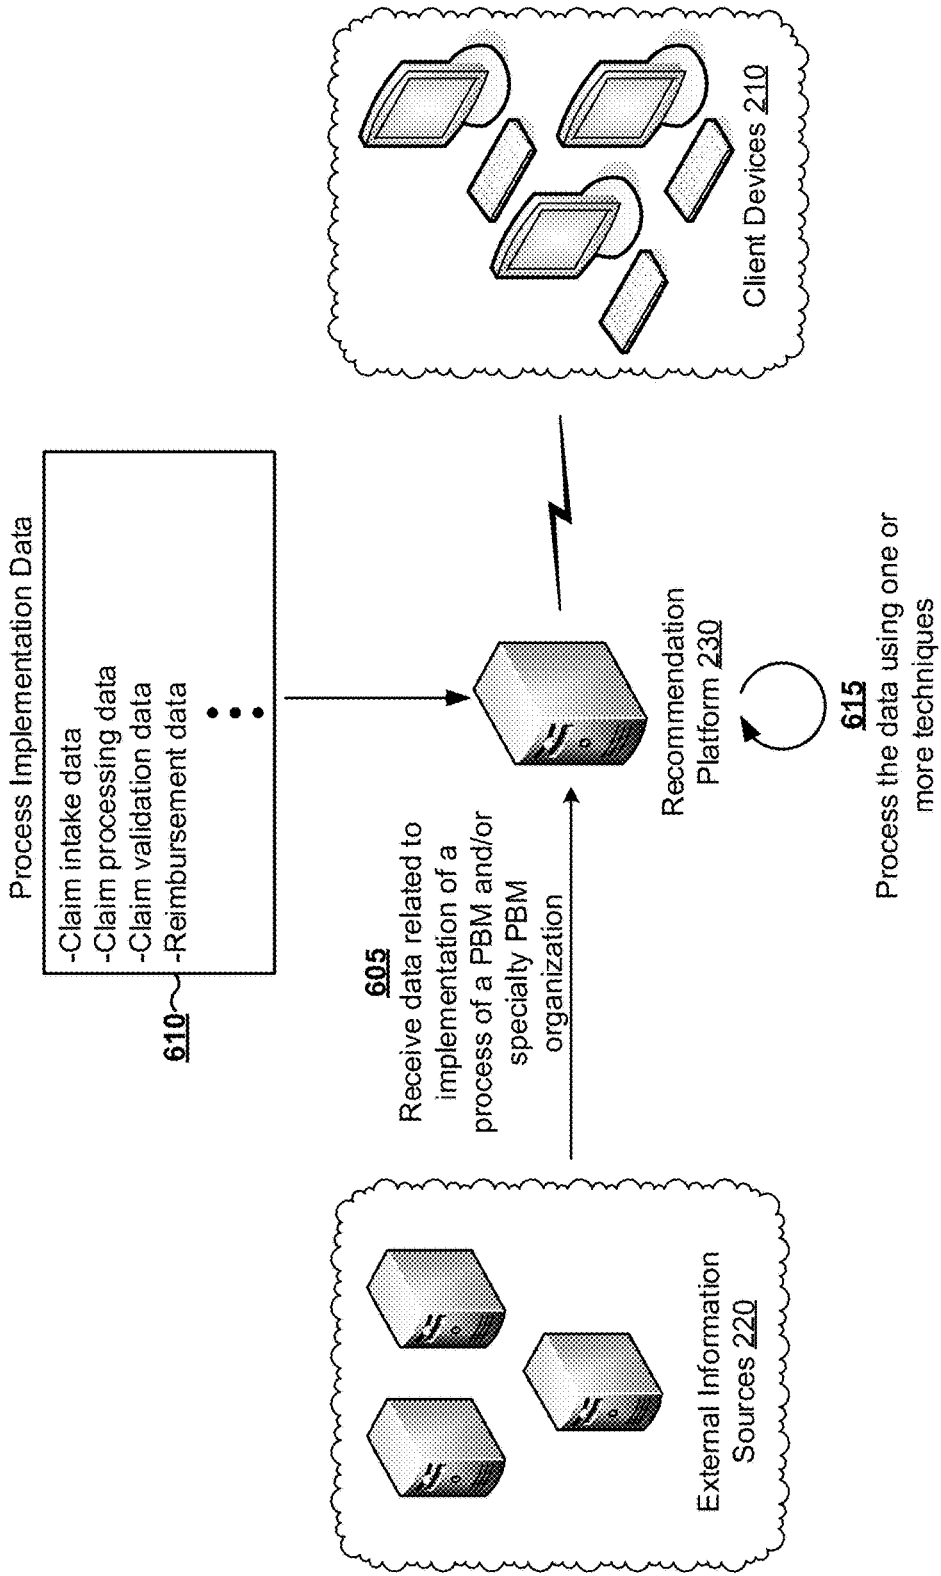 Process Implementation Data
-Claim intake data
-Claim processing data
-Claim validation data
-Reimbursement data
610
605
Receive data related to
implementation of a
process of a PBM and/or
specialty PBM
organization
External Information
Sources 220
Recommendation
Platform 230
Client Devices 210
615
Process the data using one or
more techniques